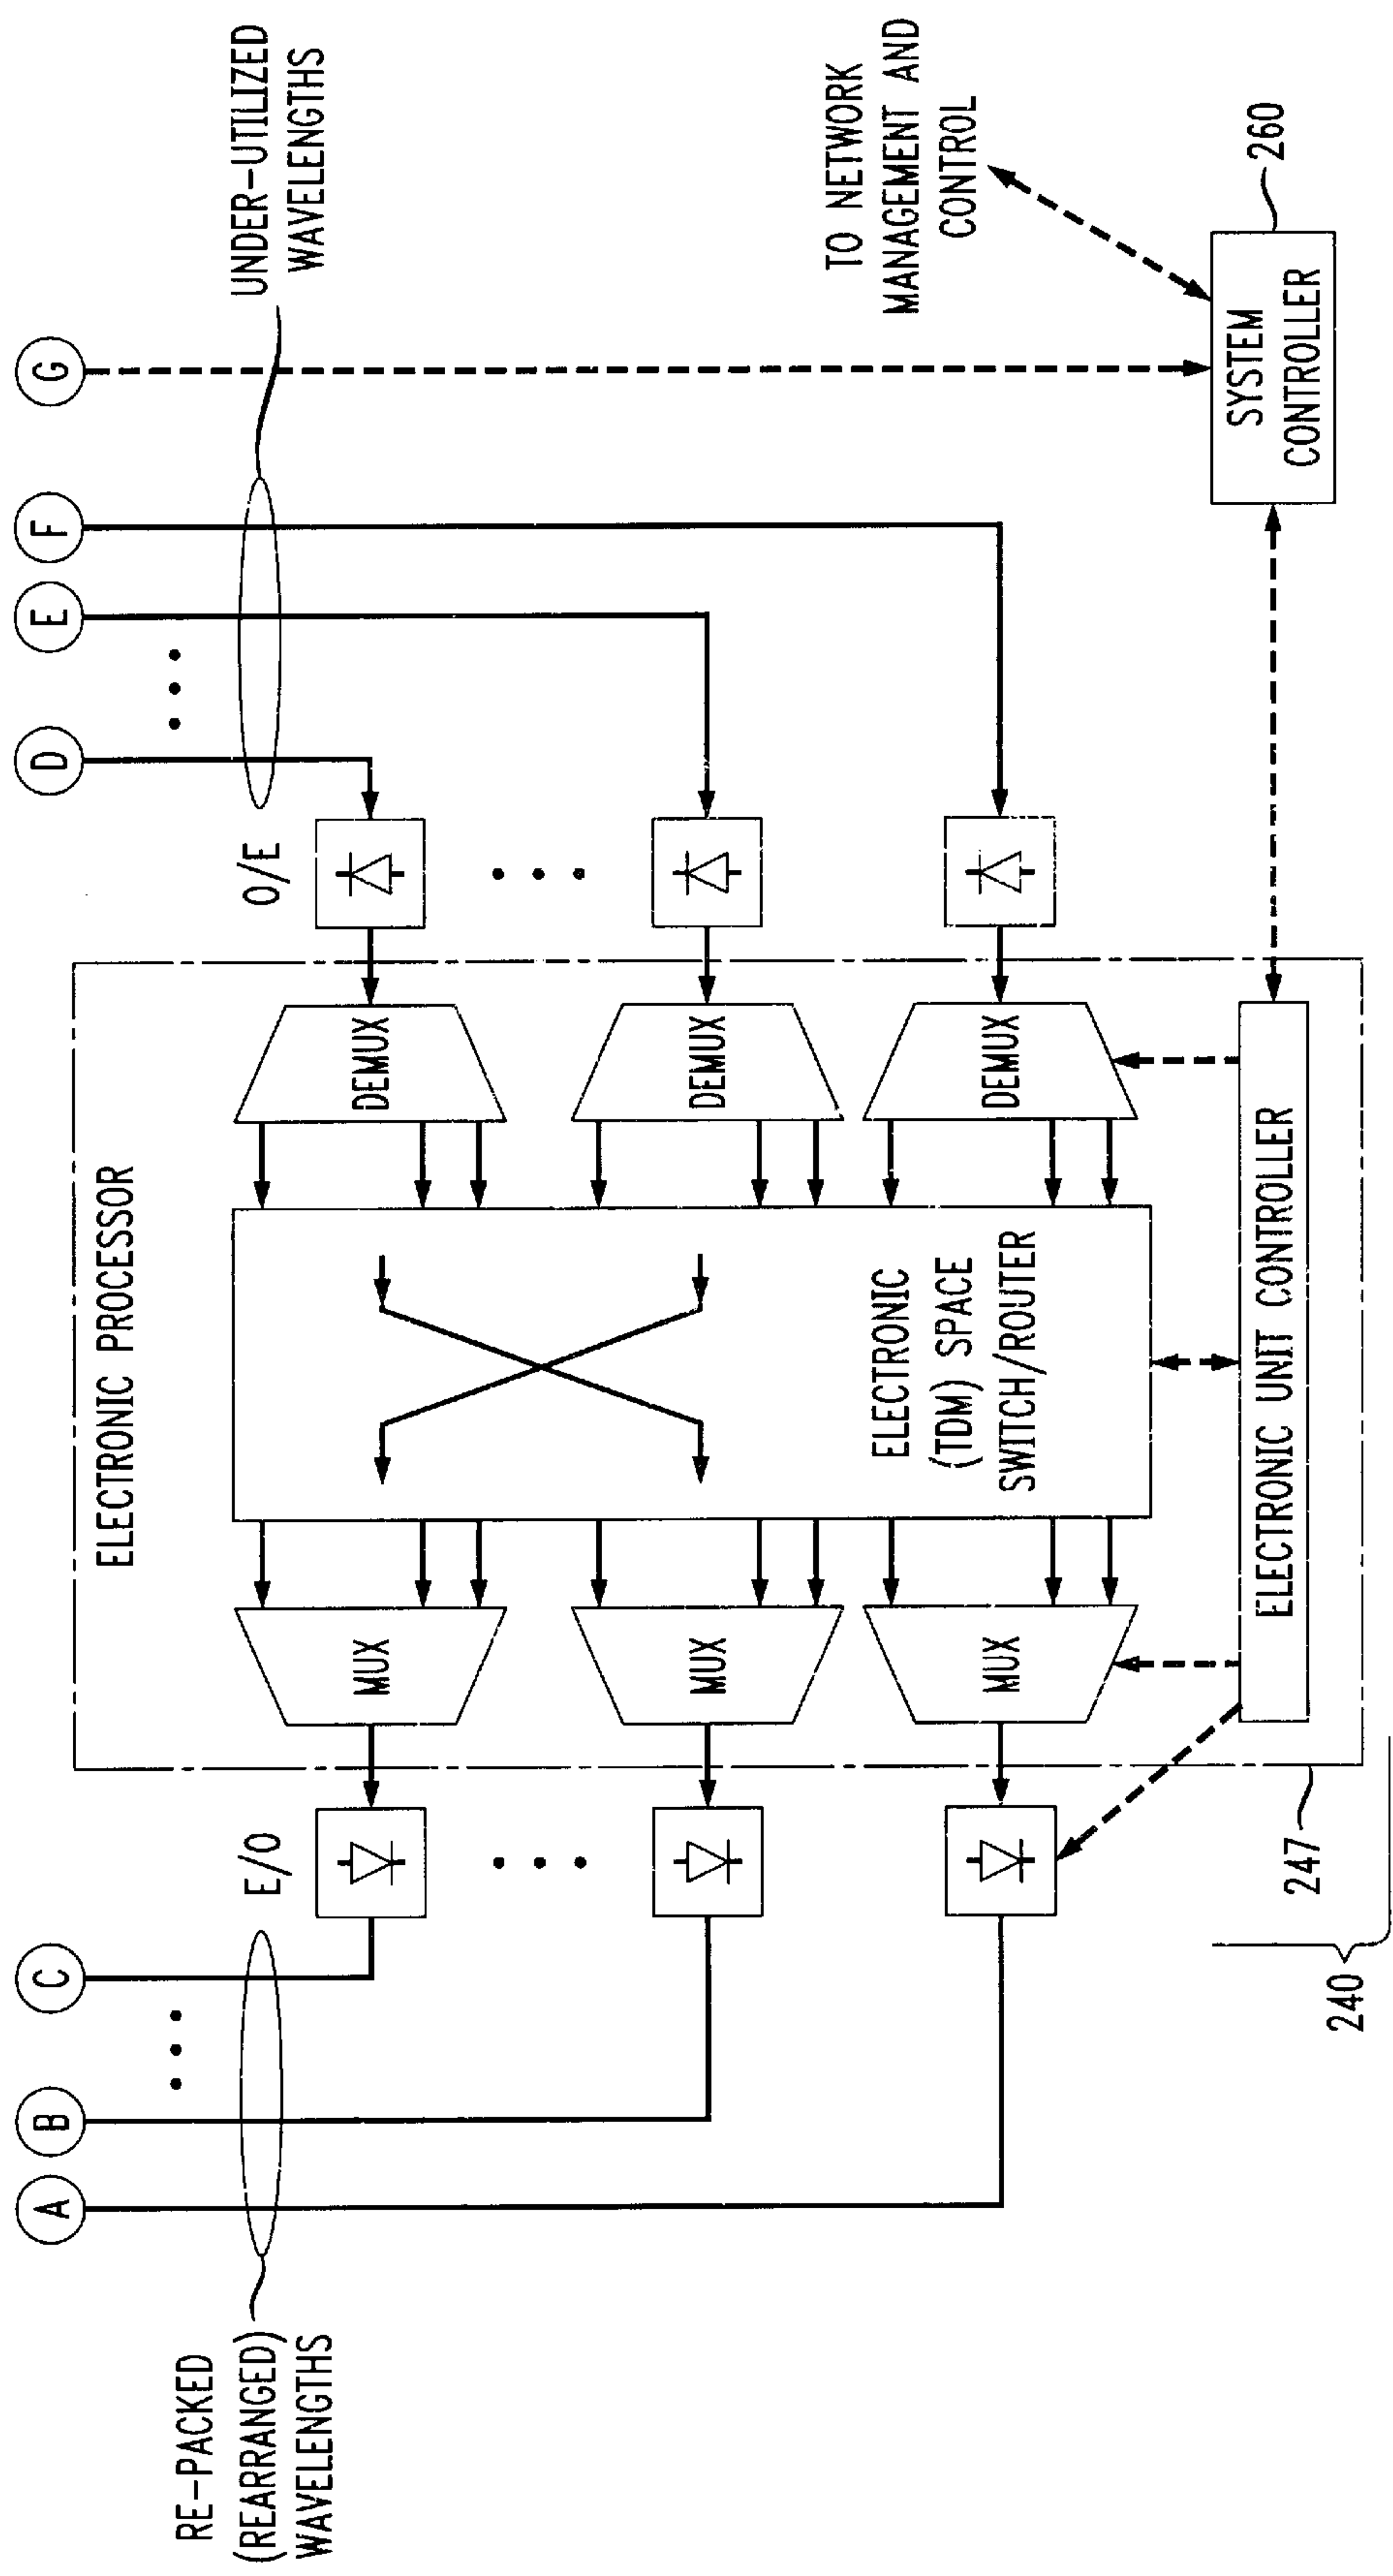 A
B
C
D
E
F
G
RE-PACKED
(REARRANGED)
WAVELENGTHS
UNDER-UTILIZED
WAVELENGTHS
E/O
O/E
ELECTRONIC PROCESSOR
MUX
DEMUX
MUX
DEMUX
MUX
DEMUX
ELECTRONIC
(TDM) SPACE
SWITCH/ROUTER
TO NETWORK
MANAGEMENT AND
CONTROL
ELECTRONIC UNIT CONTROLLER
SYSTEM
CONTROLLER
260
247
240